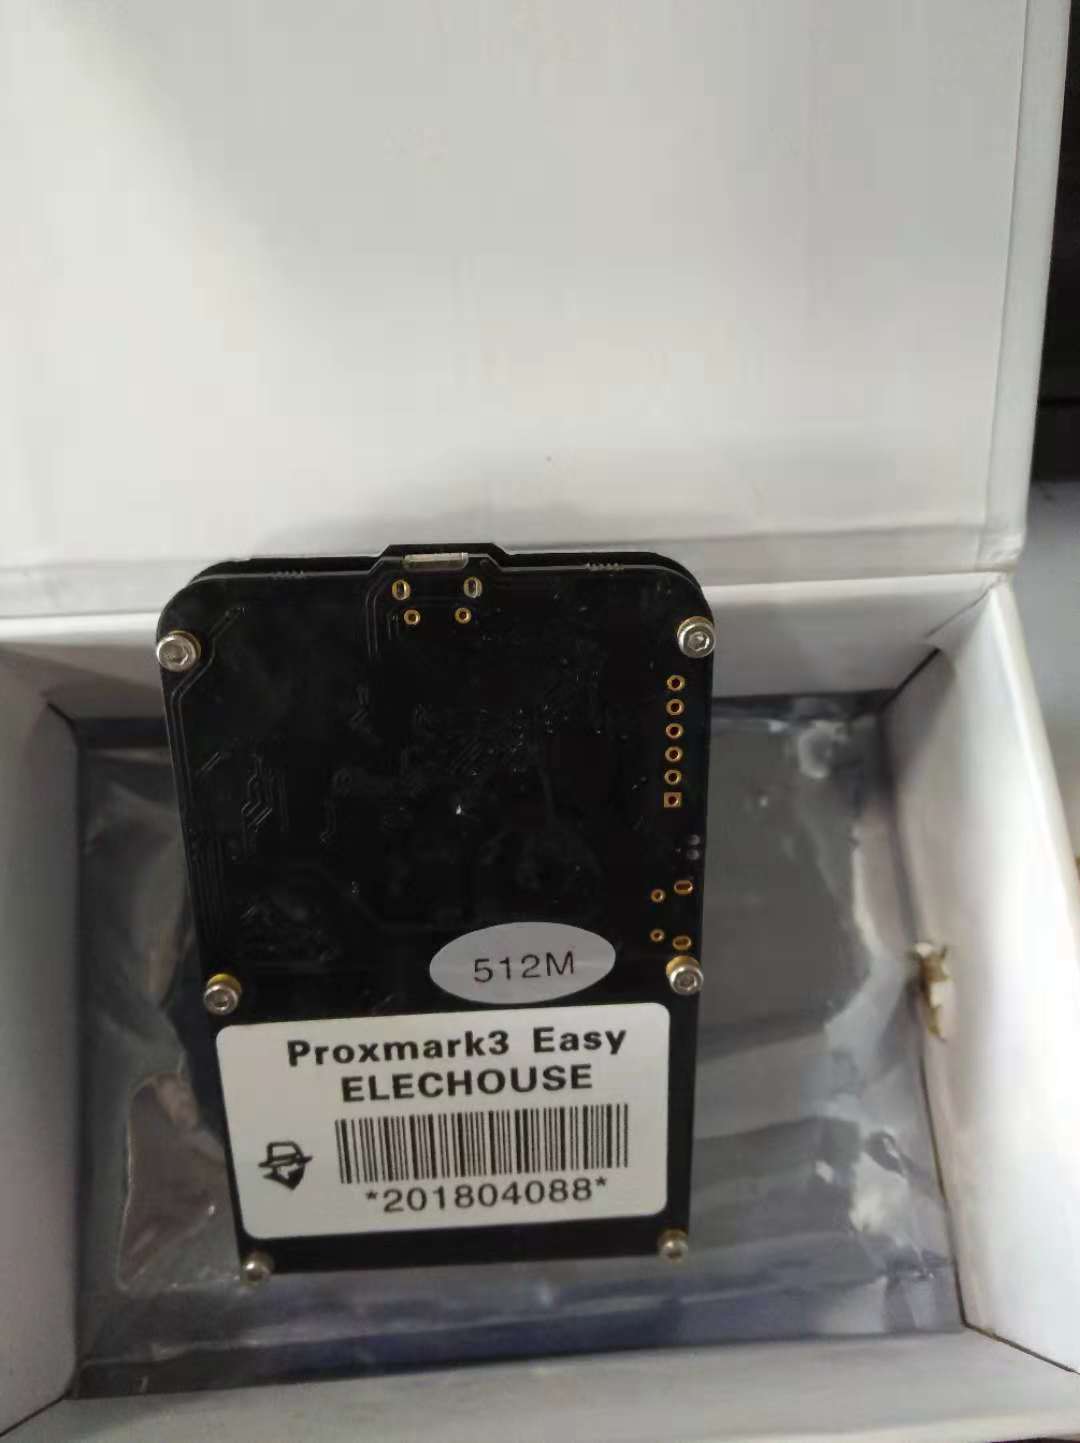 512M
Proxmark3 Easy
ELECHOUSE
*201804088*